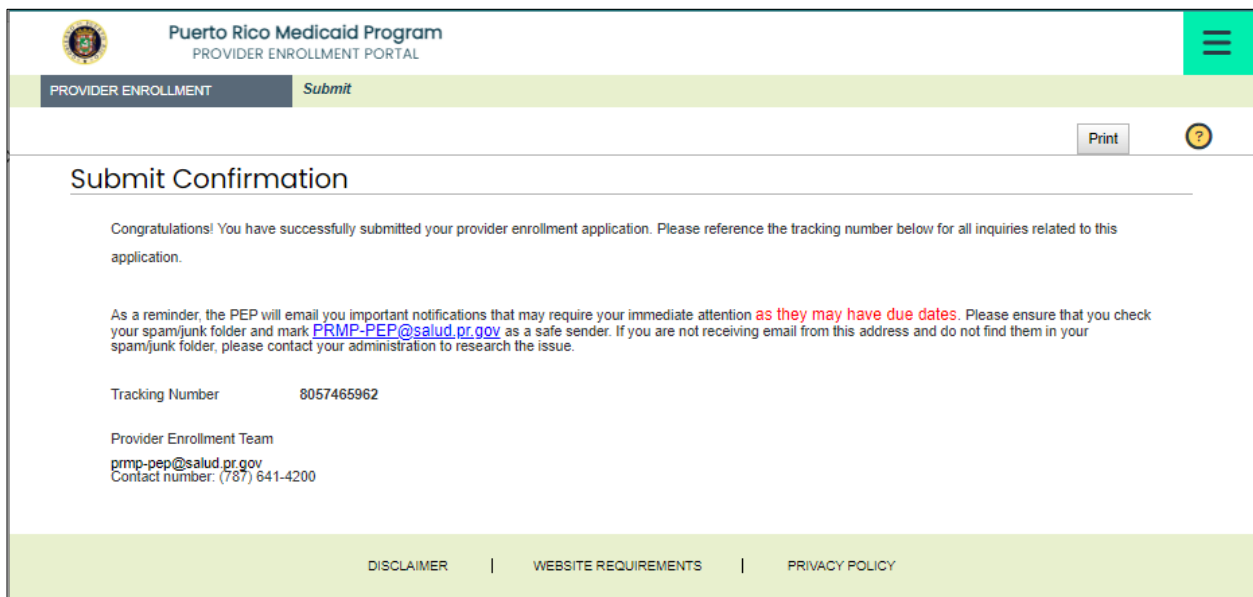 Puerto Rico Medicaid Program
PROVIDER ENROLLMENT PORTAL
PROVIDER ENROLLMENT
Submit
Print
?
Submit Confirmation
Congratulations! You have successfully submitted your provider enrollment application. Please reference the tracking number below for all inquiries related to this
application.
As a reminder, the PEP will email you important notifications that may require your immediate attention as they may have due dates. Please ensure that you check
your spam/junk folder and mark PRMP-PEP@salud.pr.gov as a safe sender. If you are not receiving email from this address and do not find them in your
spam/junk folder, please contact your administration to research the issue.
Tracking Number 8057465962
Provider Enrollment Team
prmp-pep@salud.pr.gov
Contact number: (787) 641-4200
DISCLAIMER | WEBSITE REQUIREMENTS | PRIVACY POLICY